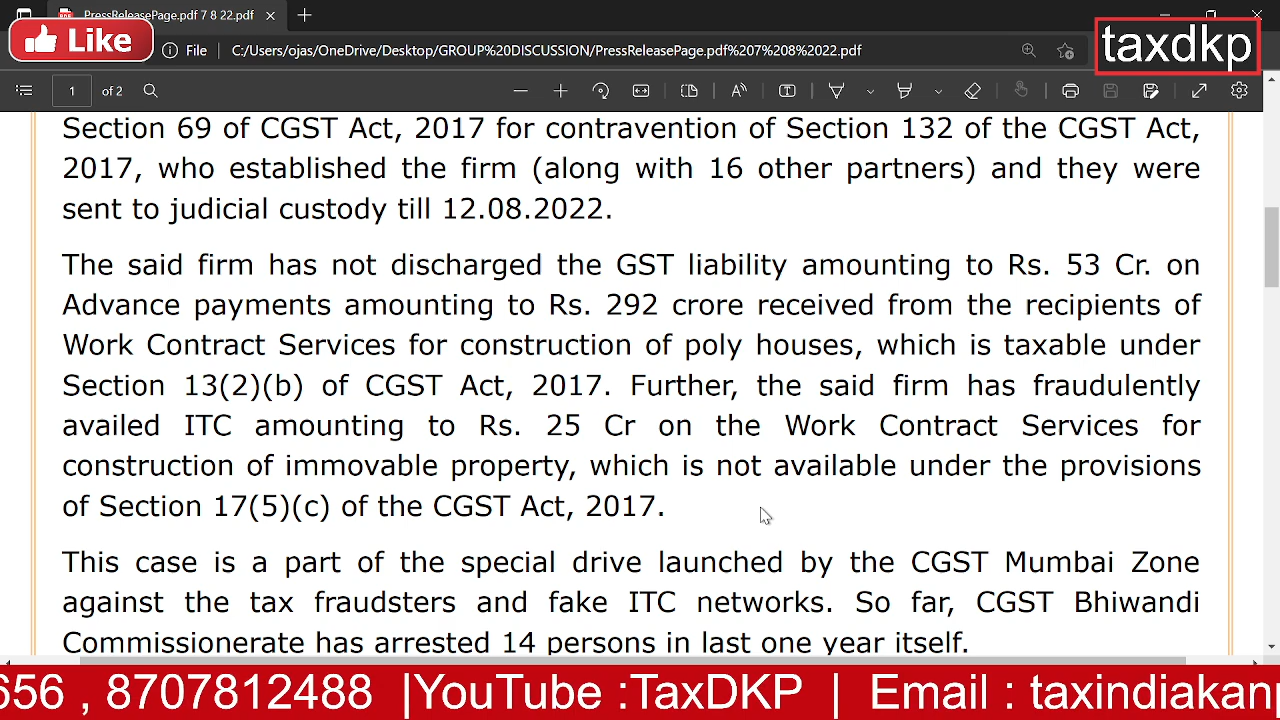 PressReleasePage.pdf 7 8 22.pdf
Like
File
C:/Users/ojas/OneDrive/Desktop/GROUP%20DISCUSSION/PressReleasePage.pdf%207%208%2022.pdf
taxdkp
1 of 2
Section 69 of CGST Act, 2017 for contravention of Section 132 of the CGST Act,
2017, who established the firm (along with 16 other partners) and they were
sent to judicial custody till 12.08.2022.
The said firm has not discharged the GST liability amounting to Rs. 53 Cr. on
Advance payments amounting to Rs. 292 crore received from the recipients of
Work Contract Services for construction of poly houses, which is taxable under
Section 13(2)(b) of CGST Act, 2017. Further, the said firm has fraudulently
availed ITC amounting to Rs. 25 Cr on the Work Contract Services for
construction of immovable property, which is not available under the provisions
of Section 17(5)(c) of the CGST Act, 2017.
This case is a part of the special drive launched by the CGST Mumbai Zone
against the tax fraudsters and fake ITC networks. So far, CGST Bhiwandi
Commissionerate has arrested 14 persons in last one year itself.
656 , 8707812488 |YouTube :TaxDKP | Email : taxindiakanp